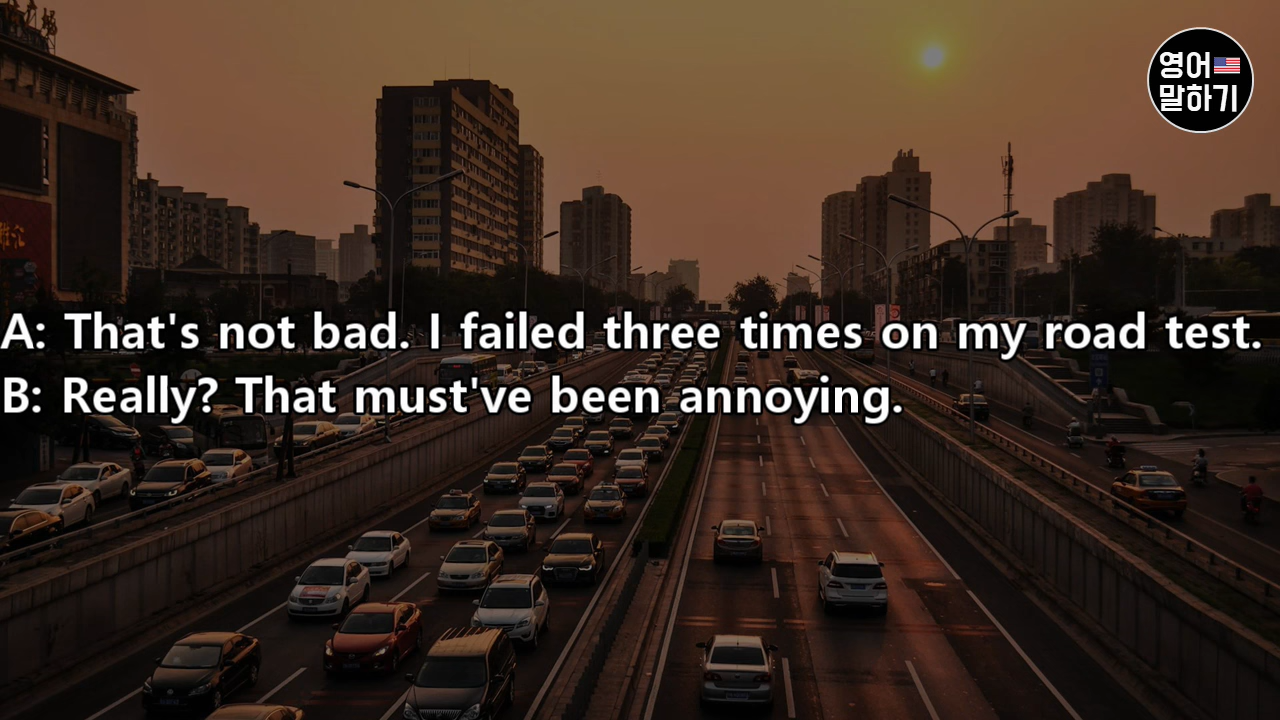 영어
말하기
A: That's not bad. I failed three times on my road test.
B: Really? That must've been annoying.